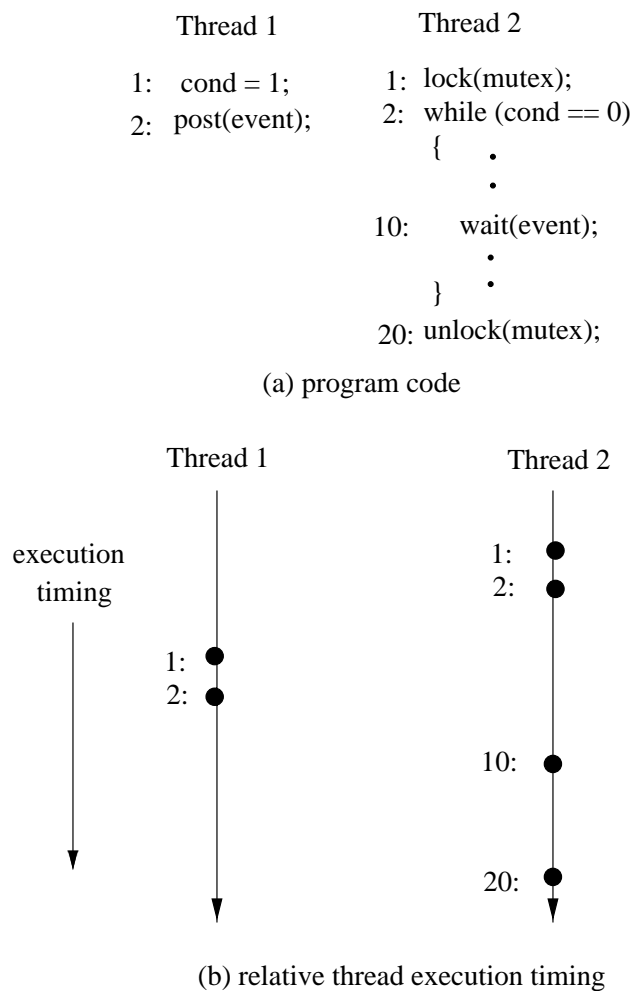 Thread 1
1: cond = 1;
2: post(event);
Thread 2
1: lock(mutex);
2: while (cond == 0)
{
10: wait(event);
}
20: unlock(mutex);
(a) program code
Thread 1
Thread 2
execution
timing
1:
2:
1:
2:
10:
20:
(b) relative thread execution timing